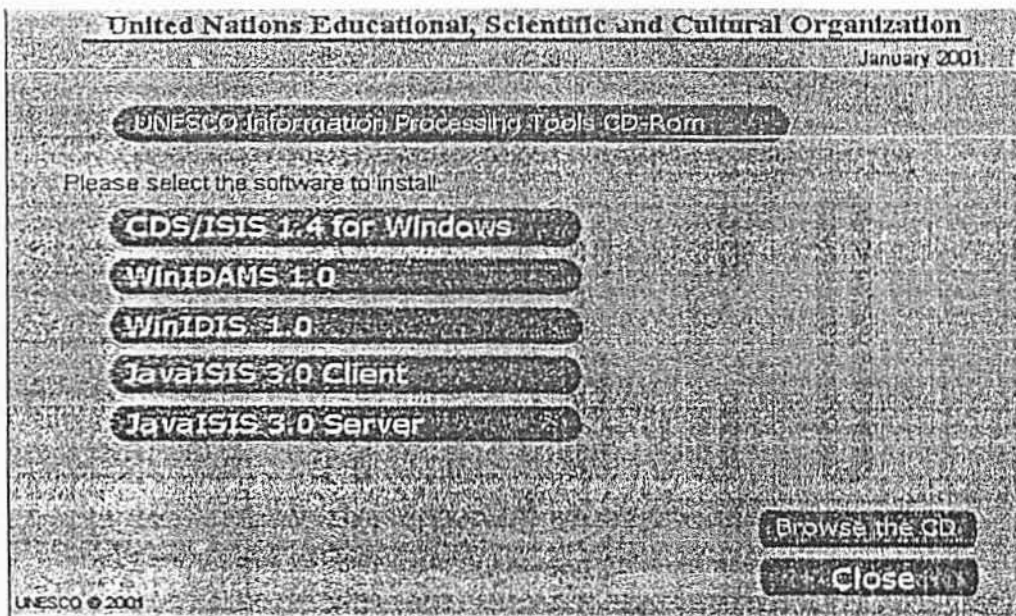 United Nations Educational, Scientific and Cultural Organization
January 2001
UNESCO Information Processing Tools CD-Rom
Please select the software to install
CDS/ISIS 1.4 for Windows
WinIDAMS 1.0
WinIDIS 1.0
JavaISIS 3.0 Client
JavaISIS 3.0 Server
Browse the CD
Close
UNESCO © 2001